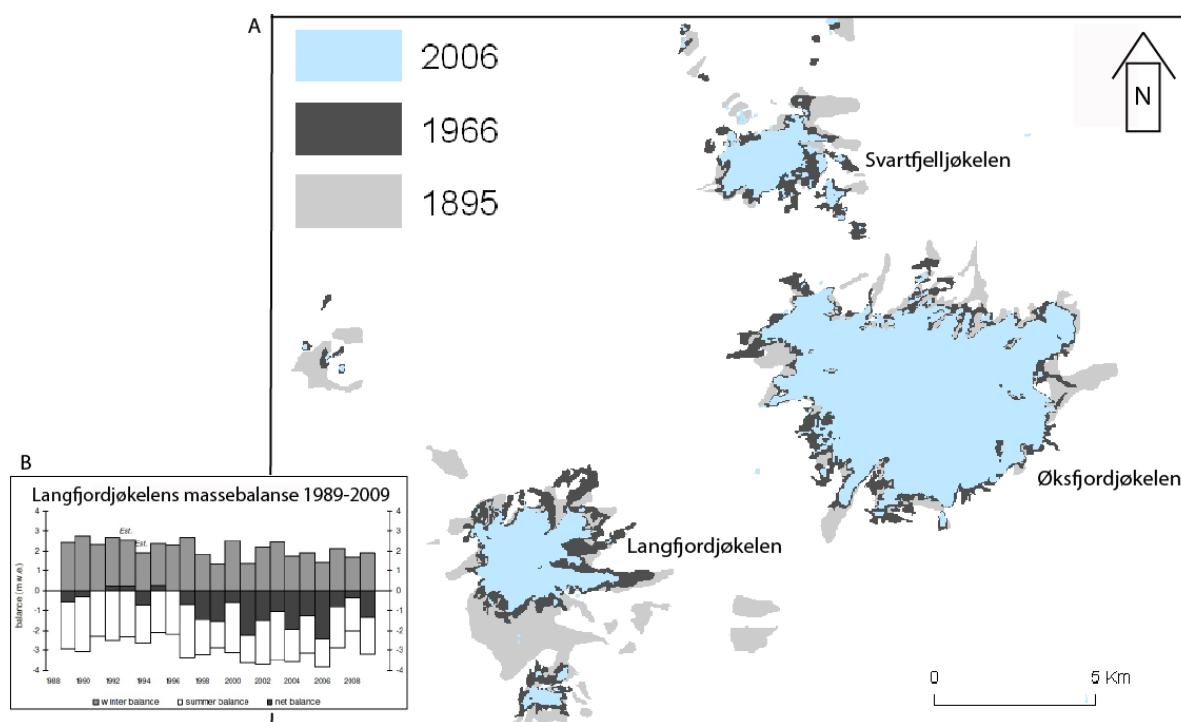 A
2006
1966
1895
N
Svartfjelljøkelen
Øksfjordjøkelen
Langfjordjøkelen
0 5 Km
B
Langfjordjøkelens massebalanse 1989-2009
balance (m w.e.)
4 4
3 3
2 2
1 1
0 0
-1 -1
-2 -2
-3 -3
-4 -4
Est.
Est.
1988 1990 1992 1994 1996 1998 2000 2002 2004 2006 2008
winter balance summer balance net balance